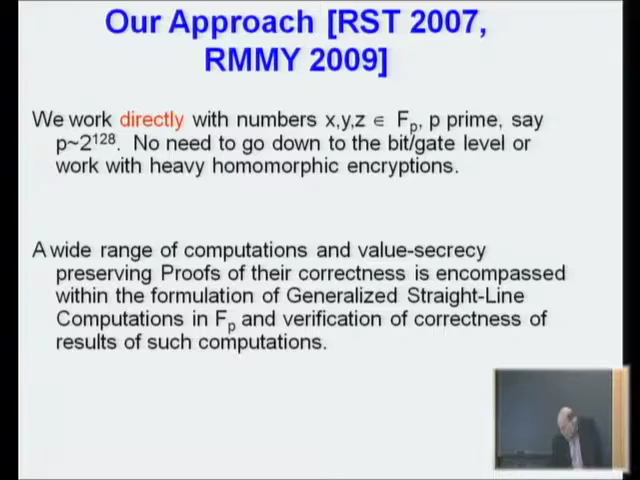 Our Approach [RST 2007,
RMMY 2009]
We work directly with numbers x,y,z ∈ Fp, p prime, say
p~2¹²⁸. No need to go down to the bit/gate level or
work with heavy homomorphic encryptions.
A wide range of computations and value-secrecy
preserving Proofs of their correctness is encompassed
within the formulation of Generalized Straight-Line
Computations in Fp and verification of correctness of
results of such computations.